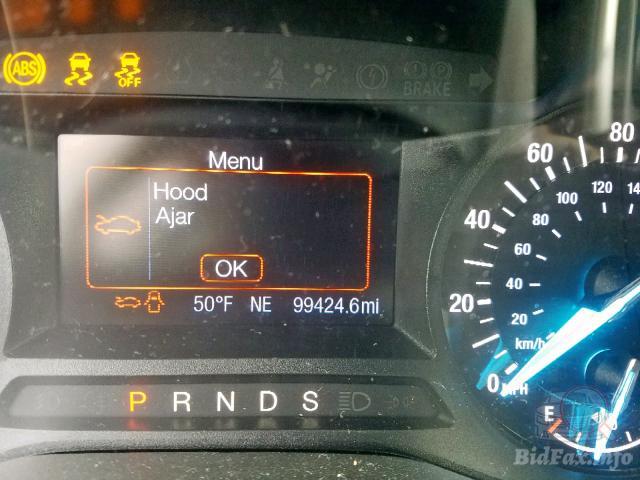 ABS
OFF
BRAKE
Menu
Hood
Ajar
OK
50°F NE 99424.6mi
P R N D S
0 20 40 60 80
20 40 60 80 100 120
km/h
MPH
E
BidFax.info